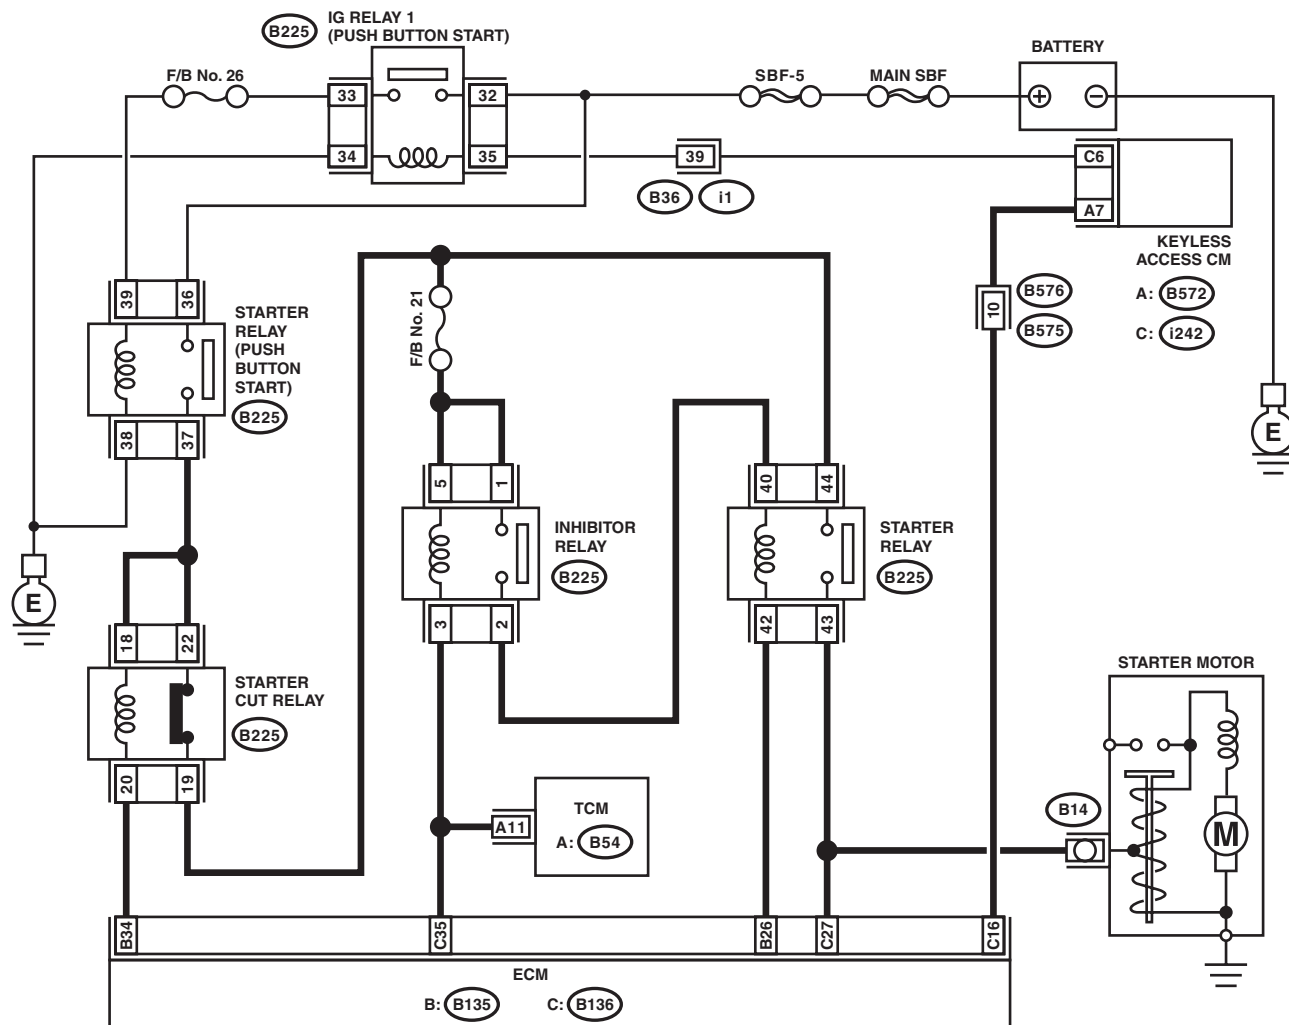 IG RELAY 1
B225 (PUSH BUTTON START)
BATTERY
F/B No. 26
SBF-5
MAIN SBF
33
32
+
−
34
35
39
C6
B36
i1
A7
KEYLESS
ACCESS CM
A: B572
C: i242
10
B576
B575
39
36
STARTER
RELAY
(PUSH
BUTTON
START)
B225
F/B No. 21
38
37
E
5
1
40
44
INHIBITOR
RELAY
B225
STARTER
RELAY
B225
E
3
2
42
43
18
22
STARTER
CUT RELAY
B225
STARTER MOTOR
20
19
TCM
A11
A: B54
B14
M
B34
C35
B26
C27
C16
ECM
B: B135
C: B136